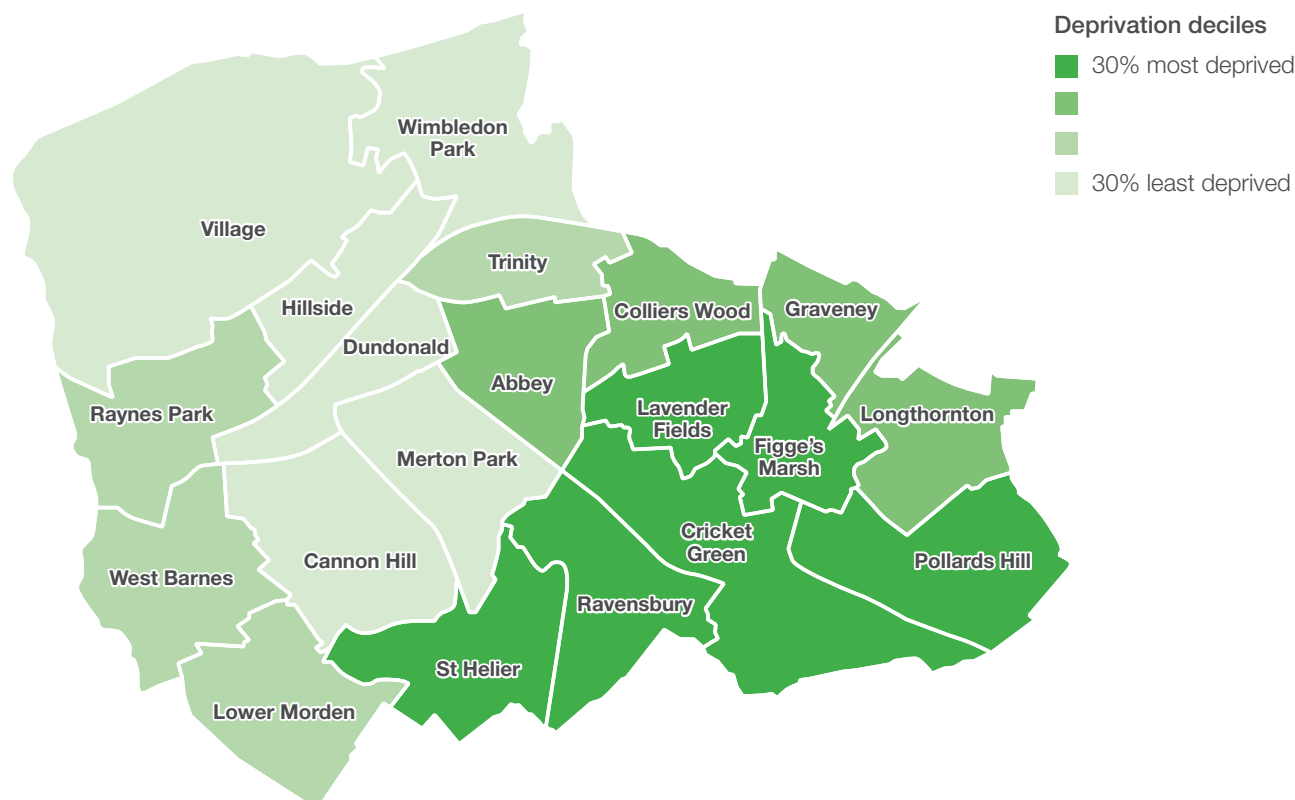 Deprivation deciles
30% most deprived
30% least deprived
Wimbledon
Park
Village
Trinity
Hillside
Colliers Wood
Graveney
Dundonald
Abbey
Raynes Park
Lavender
Fields
Longthornton
Figge's
Marsh
Merton Park
Cricket
Green
Cannon Hill
Pollards Hill
West Barnes
Ravensbury
St Helier
Lower Morden